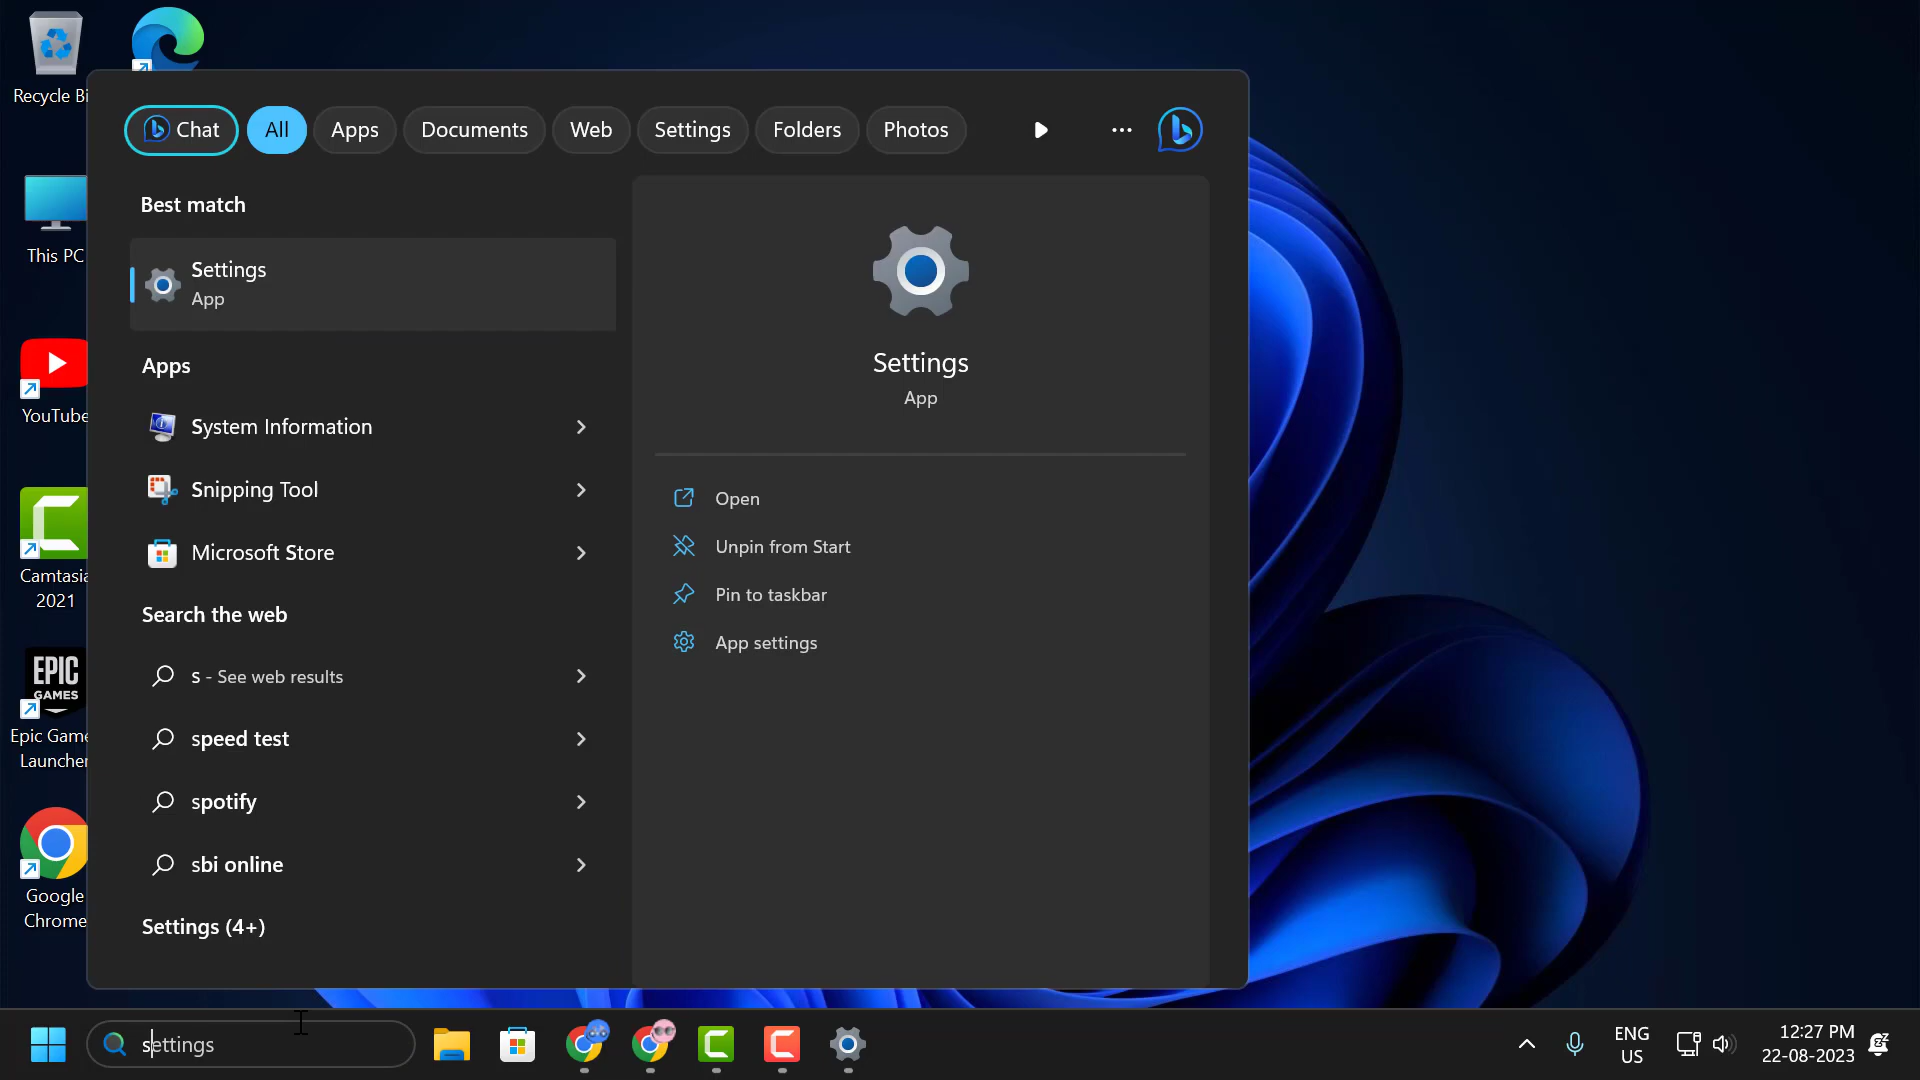 Recycle Bi
This PC
YouTube
Camtasia
2021
EPIC
GAMES
Epic Game
Launcher
Google
Chrome
Chat
All
Apps
Documents
Web
Settings
Folders
Photos
Best match
Settings
App
Apps
System Information
Snipping Tool
Microsoft Store
Search the web
s - See web results
speed test
spotify
sbi online
Settings (4+)
Settings
App
Open
Unpin from Start
Pin to taskbar
App settings
settings
ENG
US
12:27 PM
22-08-2023